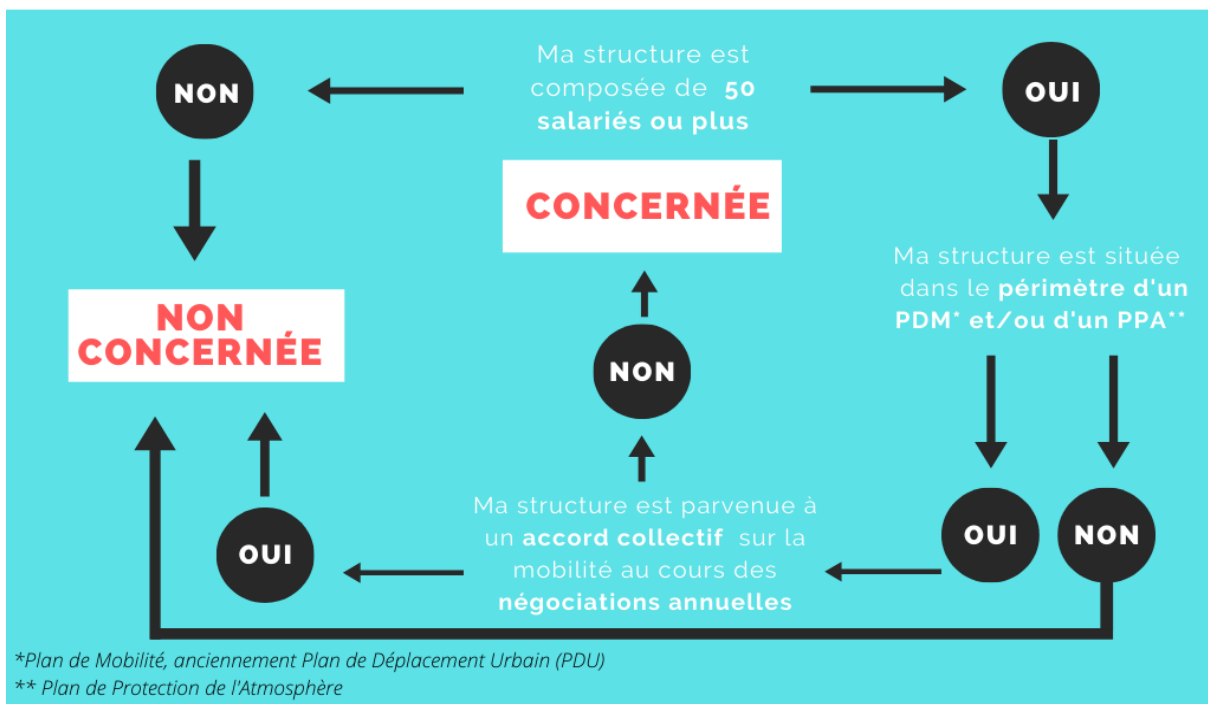 Ma structure est
composée de 50
salariés ou plus
NON
OUI
CONCERNÉE
Ma structure est située
dans le périmètre d'un
PDM* et/ou d'un PPA**
NON
CONCERNÉE
NON
Ma structure est parvenue à
un accord collectif sur la
mobilité au cours des
négociations annuelles
OUI
OUI
NON
*Plan de Mobilité, anciennement Plan de Déplacement Urbain (PDU)
** Plan de Protection de l'Atmosphère